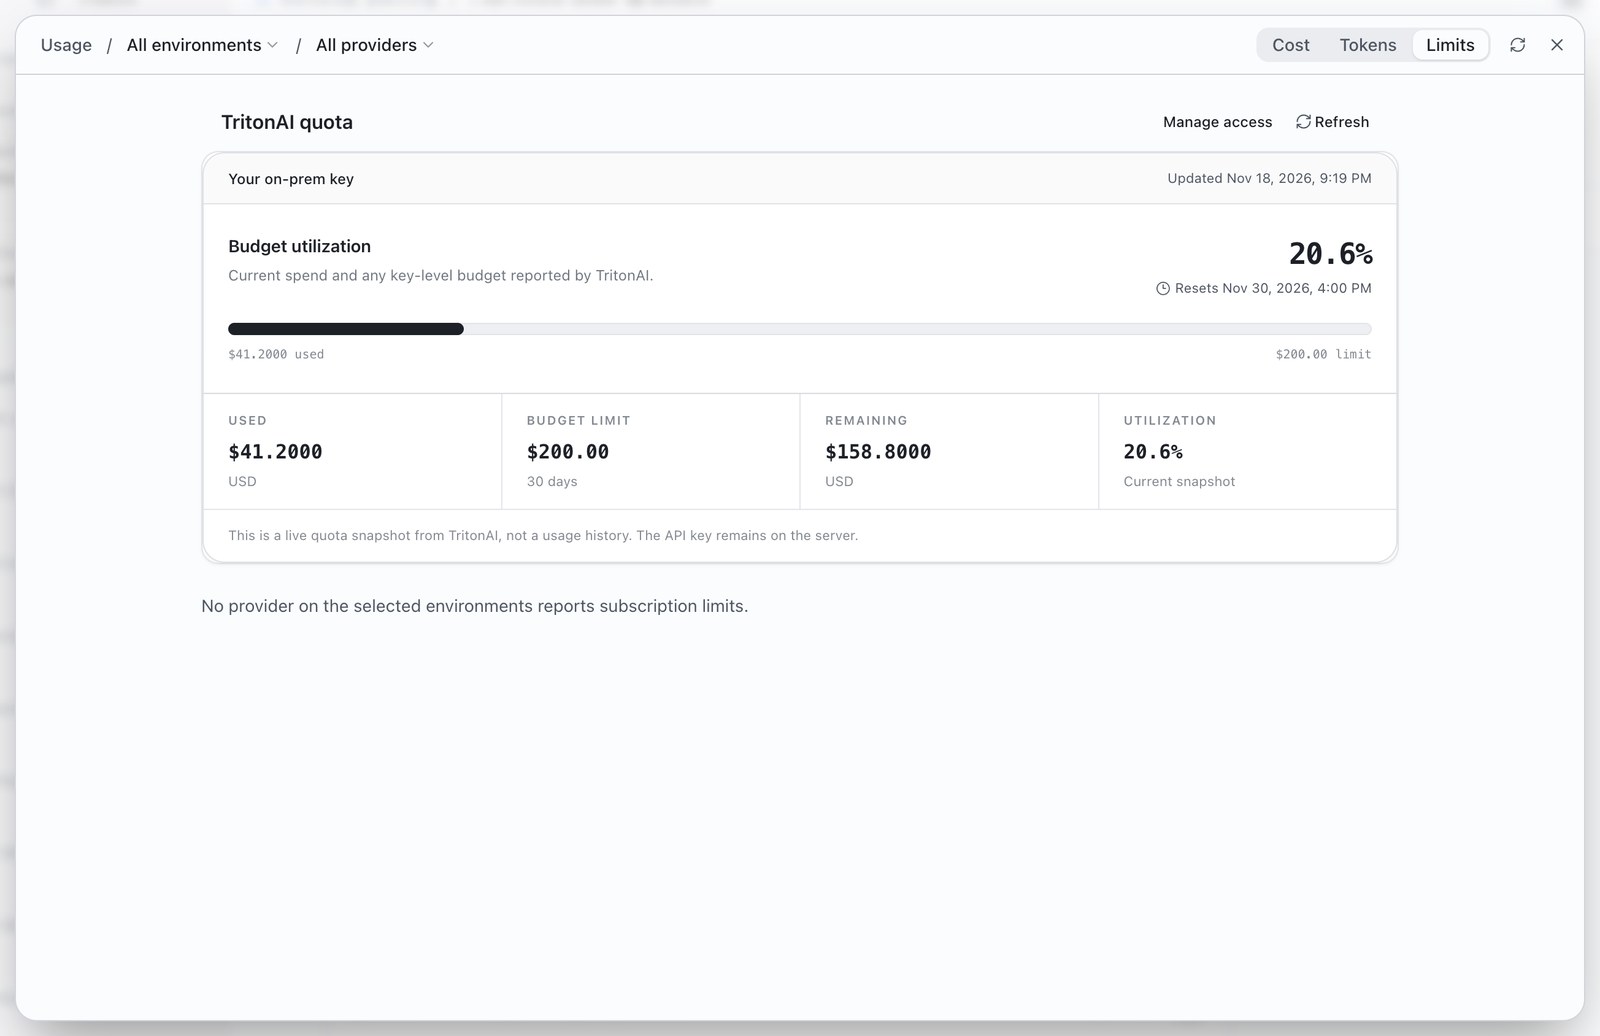 Usage / All environments / All providers
Cost Tokens Limits
TritonAI quota
Manage access Refresh
Your on-prem key
Updated Nov 18, 2026, 9:19 PM
Budget utilization
20.6%
Current spend and any key-level budget reported by TritonAI.
Resets Nov 30, 2026, 4:00 PM
$41.2000 used
$200.00 limit
USED
$41.2000
USD
BUDGET LIMIT
$200.00
30 days
REMAINING
$158.8000
USD
UTILIZATION
20.6%
Current snapshot
This is a live quota snapshot from TritonAI, not a usage history. The API key remains on the server.
No provider on the selected environments reports subscription limits.